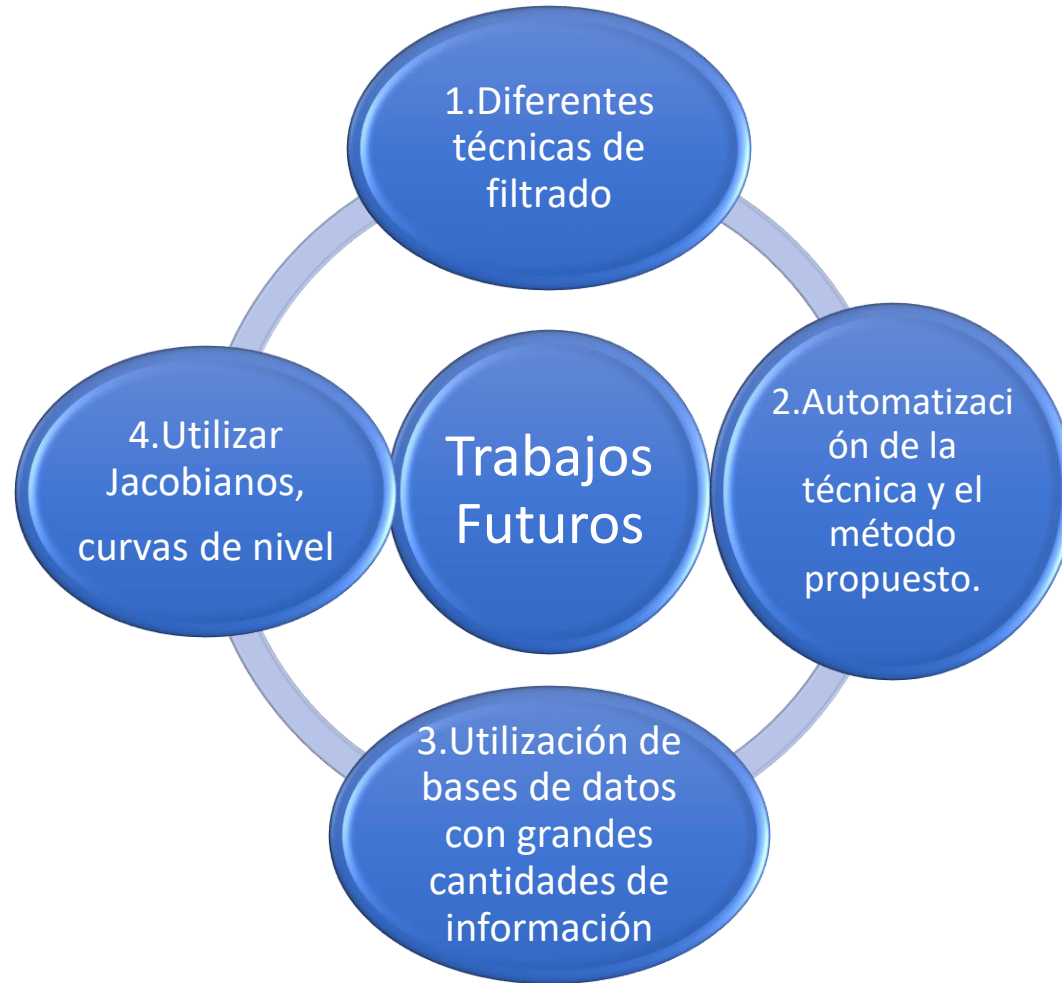 1.Diferentes
técnicas de
filtrado
2.Automatizaci
ón de la
técnica y el
método
propuesto.
3.Utilización de
bases de datos
con grandes
cantidades de
información
4.Utilizar
Jacobianos,
curvas de nivel
Trabajos
Futuros